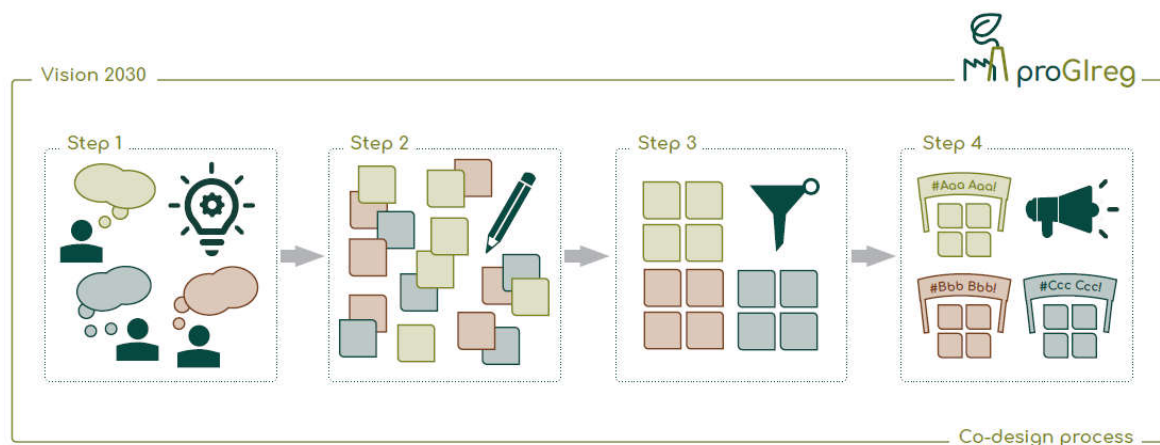 Vision 2030
proGIreg
Step 1
Step 2
Step 3
Step 4
#Aaa Aaa!
#Bbb Bbb!
#Ccc Ccc!
Co-design process